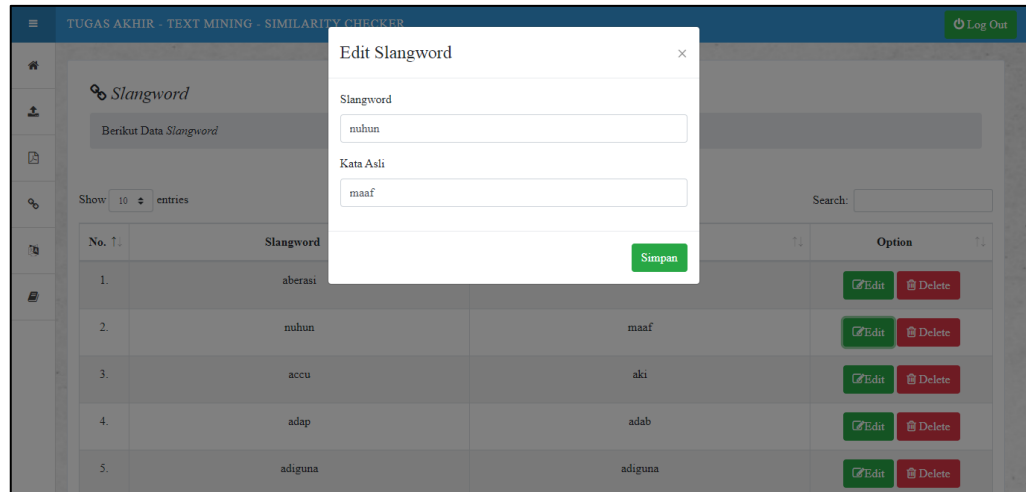 TUGAS AKHIR - TEXT MINING - SIMILARITY CHECKER
Log Out
Edit Slangword ×
Slangword
nuhun
Kata Asli
maaf
Simpan
Slangword
Berikut Data Slangword
Show 10 entries
Search:
No. Slangword Option
1. aberasi Edit Delete
2. nuhun maaf Edit Delete
3. accu aki Edit Delete
4. adap adab Edit Delete
5. adiguna adiguna Edit Delete